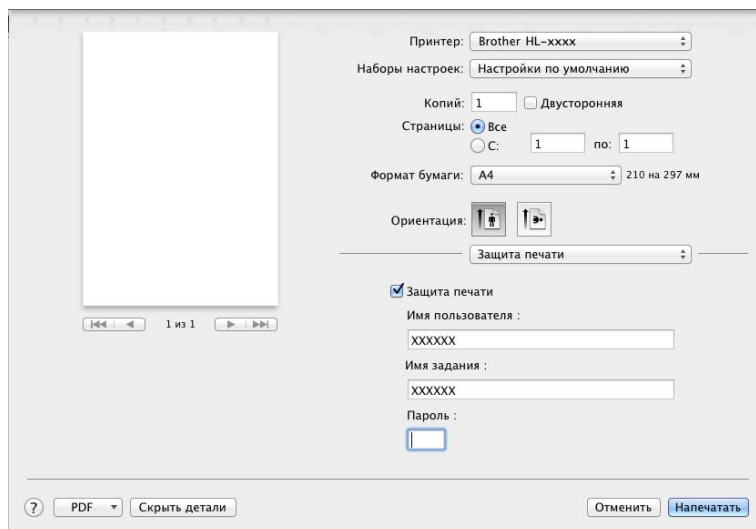 Принтер: Brother HL-xxxx
Наборы настроек: Настройки по умолчанию
Копий: 1 Двусторонняя
Страницы: Все
С: 1 по: 1
Формат бумаги: A4 210 на 297 мм
Ориентация:
Защита печати
Защита печати
Имя пользователя :
XXXXXX
Имя задания :
XXXXXX
Пароль :
1 из 1
? PDF Скрыть детали Отменить Напечатать